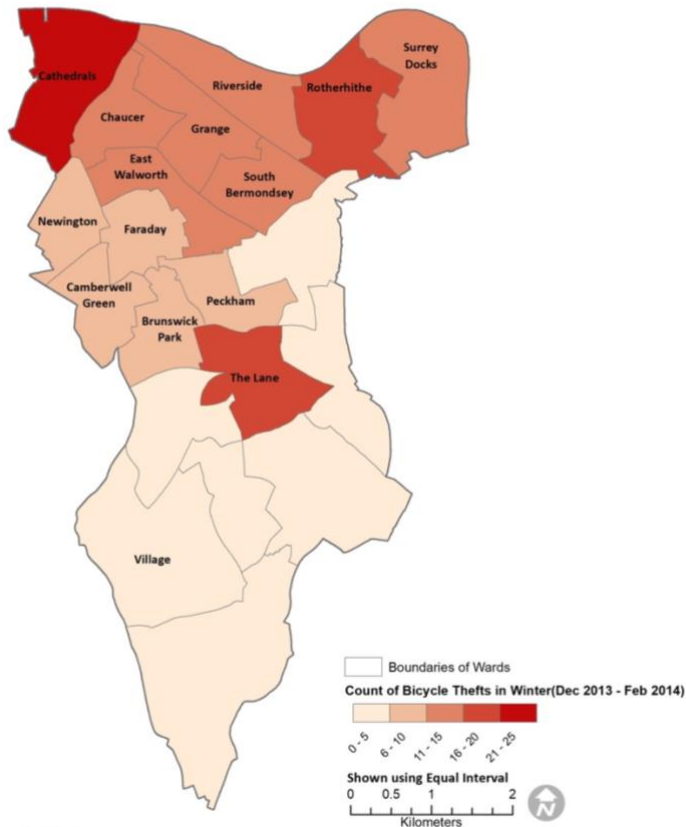 Surrey
Docks
Cathedrals
Riverside
Rotherhithe
Chaucer
Grange
East
Walworth
South
Bermondsey
Newington
Faraday
Camberwell
Green
Peckham
Brunswick
Park
The Lane
Village
Boundaries of Wards
Count of Bicycle Thefts in Winter(Dec 2013 - Feb 2014)
0 - 5
6 - 10
11 - 15
16 - 20
21 - 25
Shown using Equal Interval
0 0.5 1 2
Kilometers
N